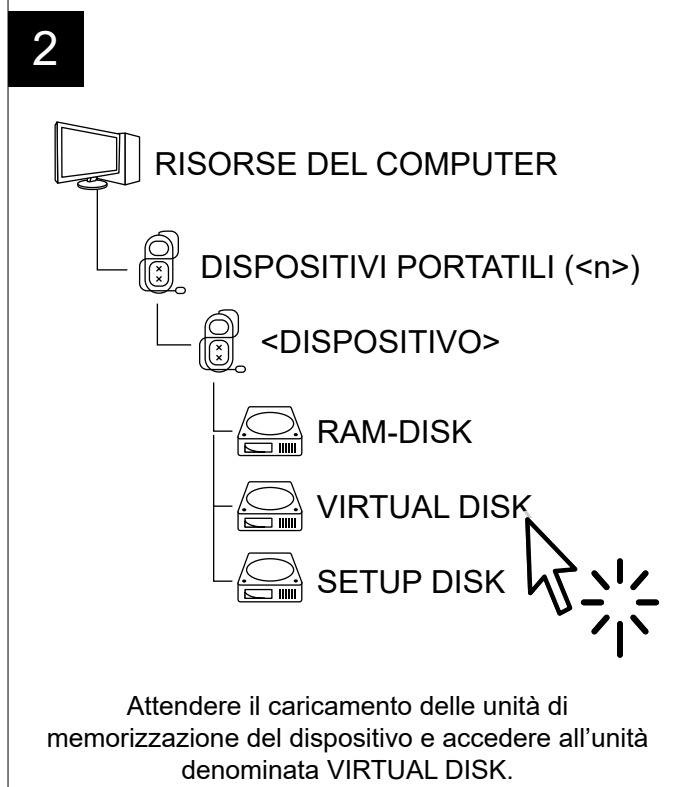 2
RISORSE DEL COMPUTER
DISPOSITIVI PORTATILI (<n>)
<DISPOSITIVO>
RAM-DISK
VIRTUAL DISK
SETUP DISK
Attendere il caricamento delle unità di
memorizzazione del dispositivo e accedere all’unità
denominata VIRTUAL DISK.